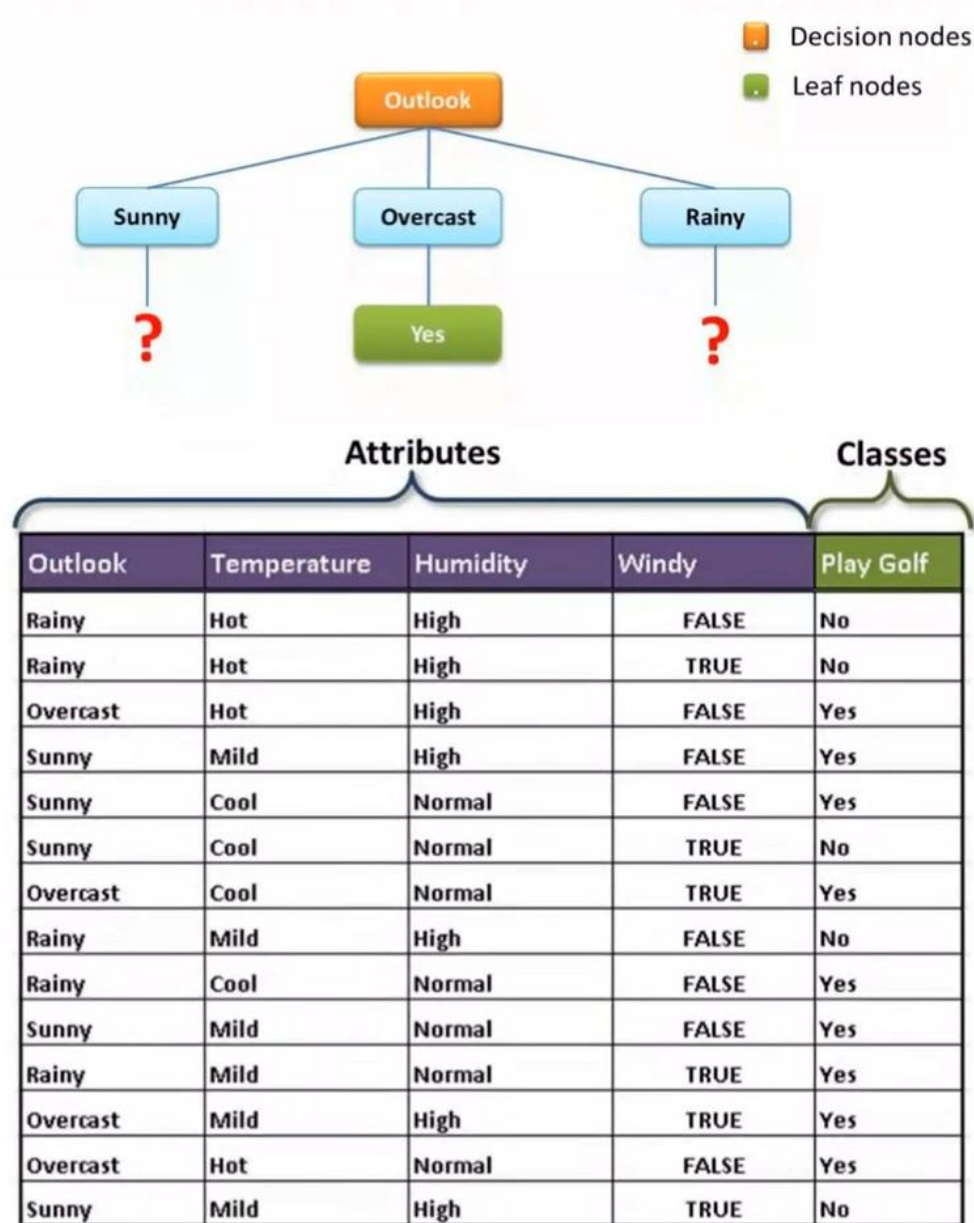 Decision nodes
Leaf nodes
Outlook
Sunny Overcast Rainy
? Yes ?
Attributes Classes
Outlook Temperature Humidity Windy Play Golf
Rainy Hot High FALSE No
Rainy Hot High TRUE No
Overcast Hot High FALSE Yes
Sunny Mild High FALSE Yes
Sunny Cool Normal FALSE Yes
Sunny Cool Normal TRUE No
Overcast Cool Normal TRUE Yes
Rainy Mild High FALSE No
Rainy Cool Normal FALSE Yes
Sunny Mild Normal FALSE Yes
Rainy Mild Normal TRUE Yes
Overcast Mild High TRUE Yes
Overcast Hot Normal FALSE Yes
Sunny Mild High TRUE No